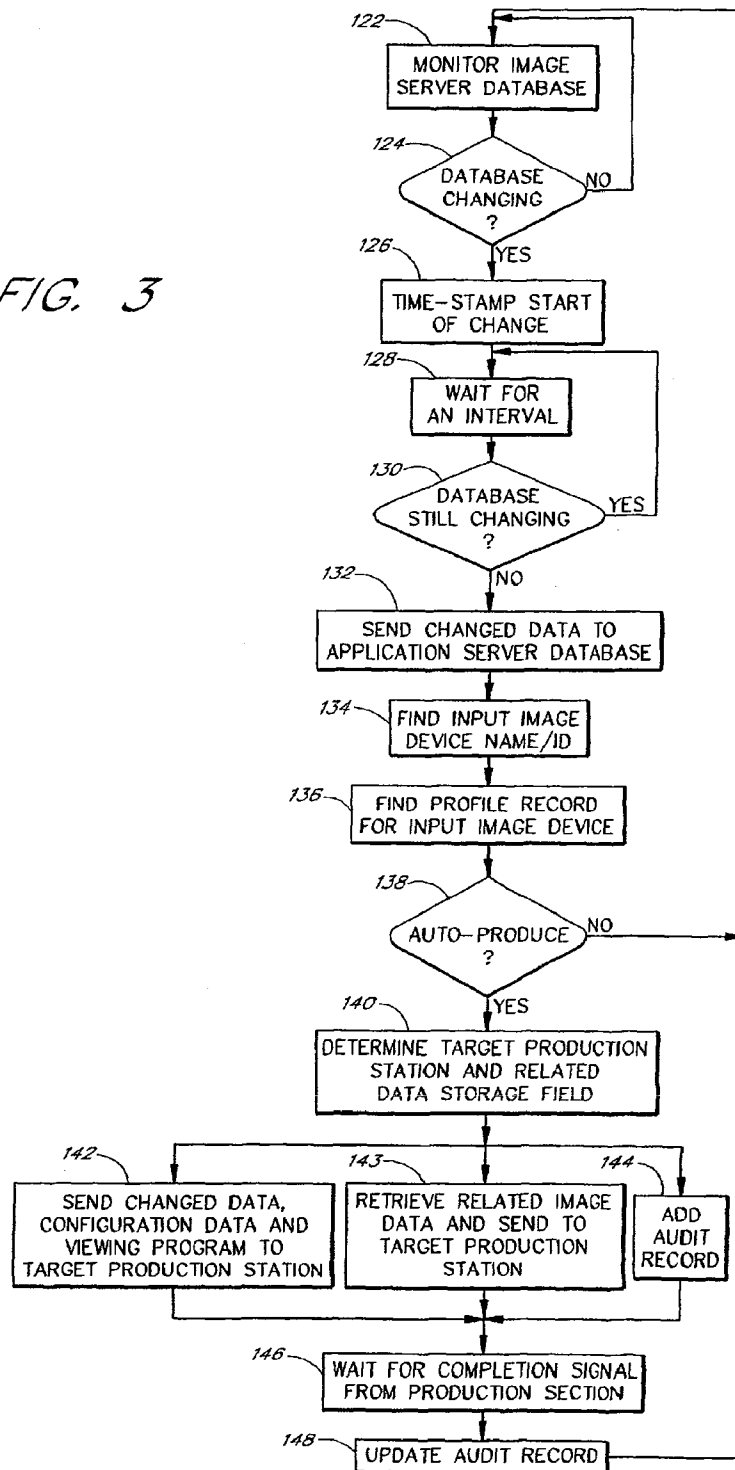 122
MONITOR IMAGE
SERVER DATABASE
124
DATABASE
CHANGING
?
NO
YES
FIG. 3
126
TIME-STAMP START
OF CHANGE
128
WAIT FOR
AN INTERVAL
130
DATABASE
STILL CHANGING
?
YES
NO
132
SEND CHANGED DATA TO
APPLICATION SERVER DATABASE
134
FIND INPUT IMAGE
DEVICE NAME/ID
136
FIND PROFILE RECORD
FOR INPUT IMAGE DEVICE
138
AUTO-PRODUCE
?
NO
YES
140
DETERMINE TARGET PRODUCTION
STATION AND RELATED
DATA STORAGE FIELD
142
SEND CHANGED DATA,
CONFIGURATION DATA AND
VIEWING PROGRAM TO
TARGET PRODUCTION STATION
143
RETRIEVE RELATED IMAGE
DATA AND SEND TO
TARGET PRODUCTION
STATION
144
ADD
AUDIT
RECORD
146
WAIT FOR COMPLETION SIGNAL
FROM PRODUCTION SECTION
148
UPDATE AUDIT RECORD